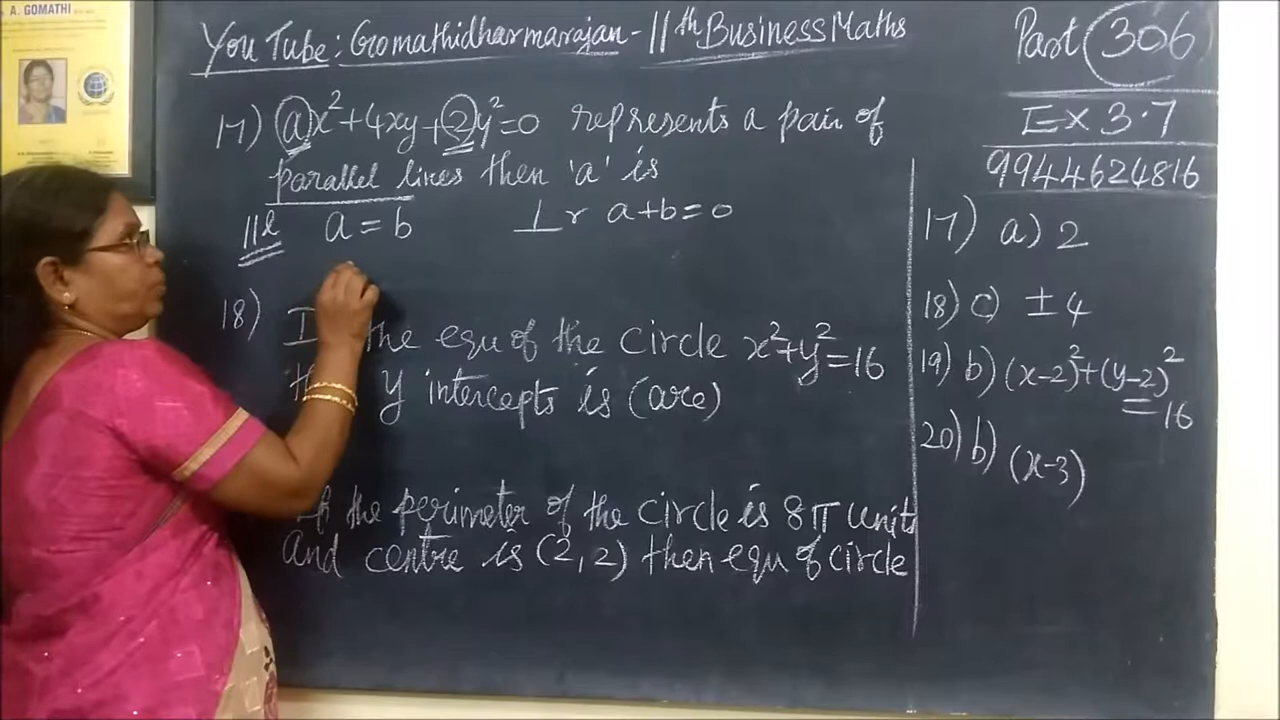 A. GOMATHI
You Tube: Gomathidharmarajan - 11th Business Maths
Part 306
Ex 3.7
9944624816
17) ax²+4xy+2y²=0 represents a pair of
parallel lines then 'a' is
||l a = b ⊥r a+b=0
18)
the equ of the circle x²+y²=16
y intercepts is (are)
the perimeter of the circle is 8π units
and centre is (2,2) then equ of circle
17) a) 2
18) c) ±4
19) b) (x-2)²+(y-2)²
=16
20) b) (x-3)